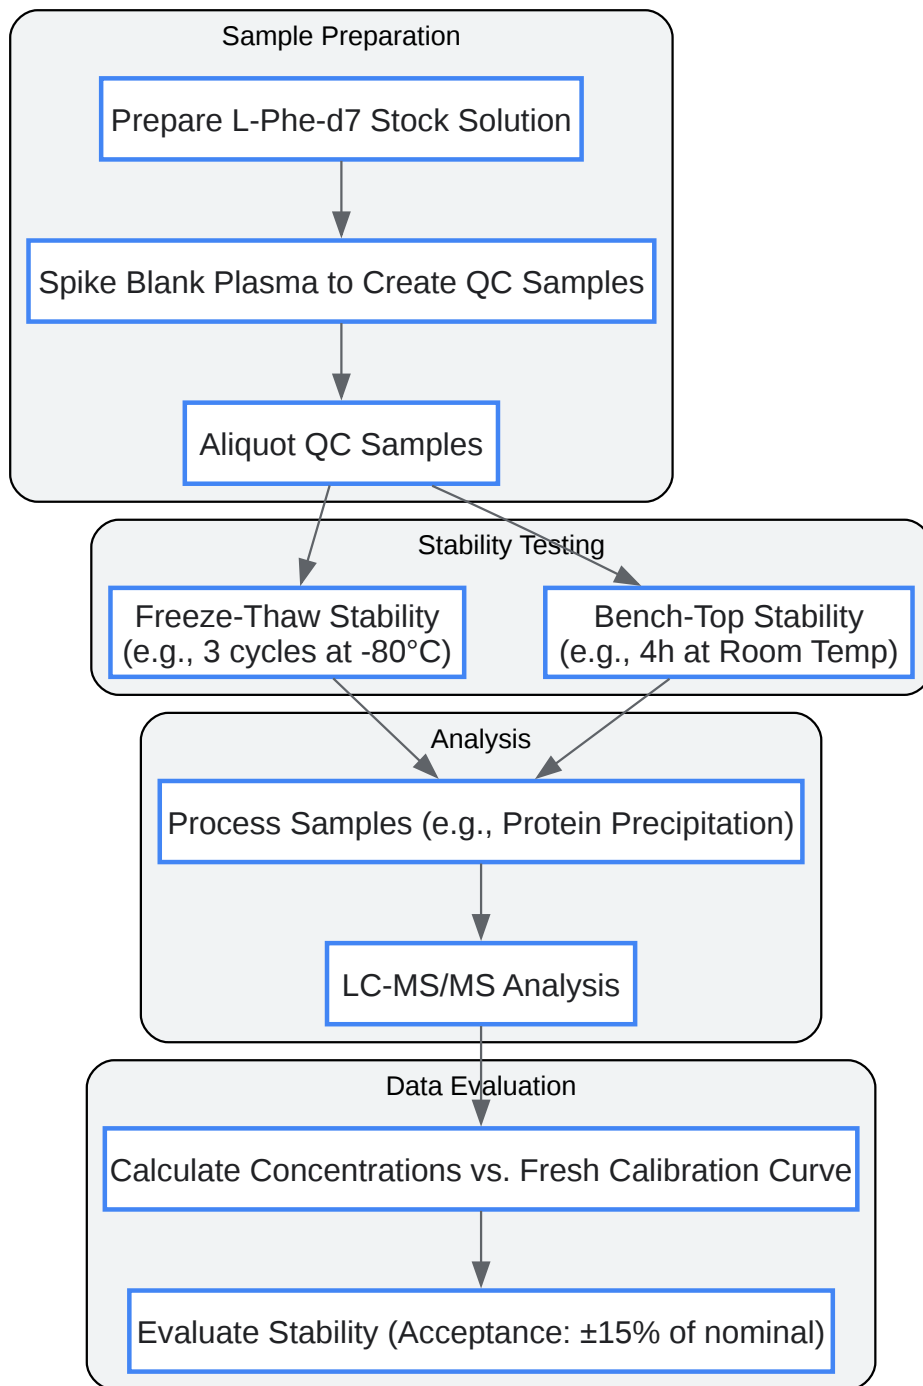 Sample Preparation
Prepare L-Phe-d7 Stock Solution
Spike Blank Plasma to Create QC Samples
Aliquot QC Samples
Stability Testing
Freeze-Thaw Stability
(e.g., 3 cycles at -80°C)
Bench-Top Stability
(e.g., 4h at Room Temp)
Analysis
Process Samples (e.g., Protein Precipitation)
LC-MS/MS Analysis
Data Evaluation
Calculate Concentrations vs. Fresh Calibration Curve
Evaluate Stability (Acceptance: ±15% of nominal)